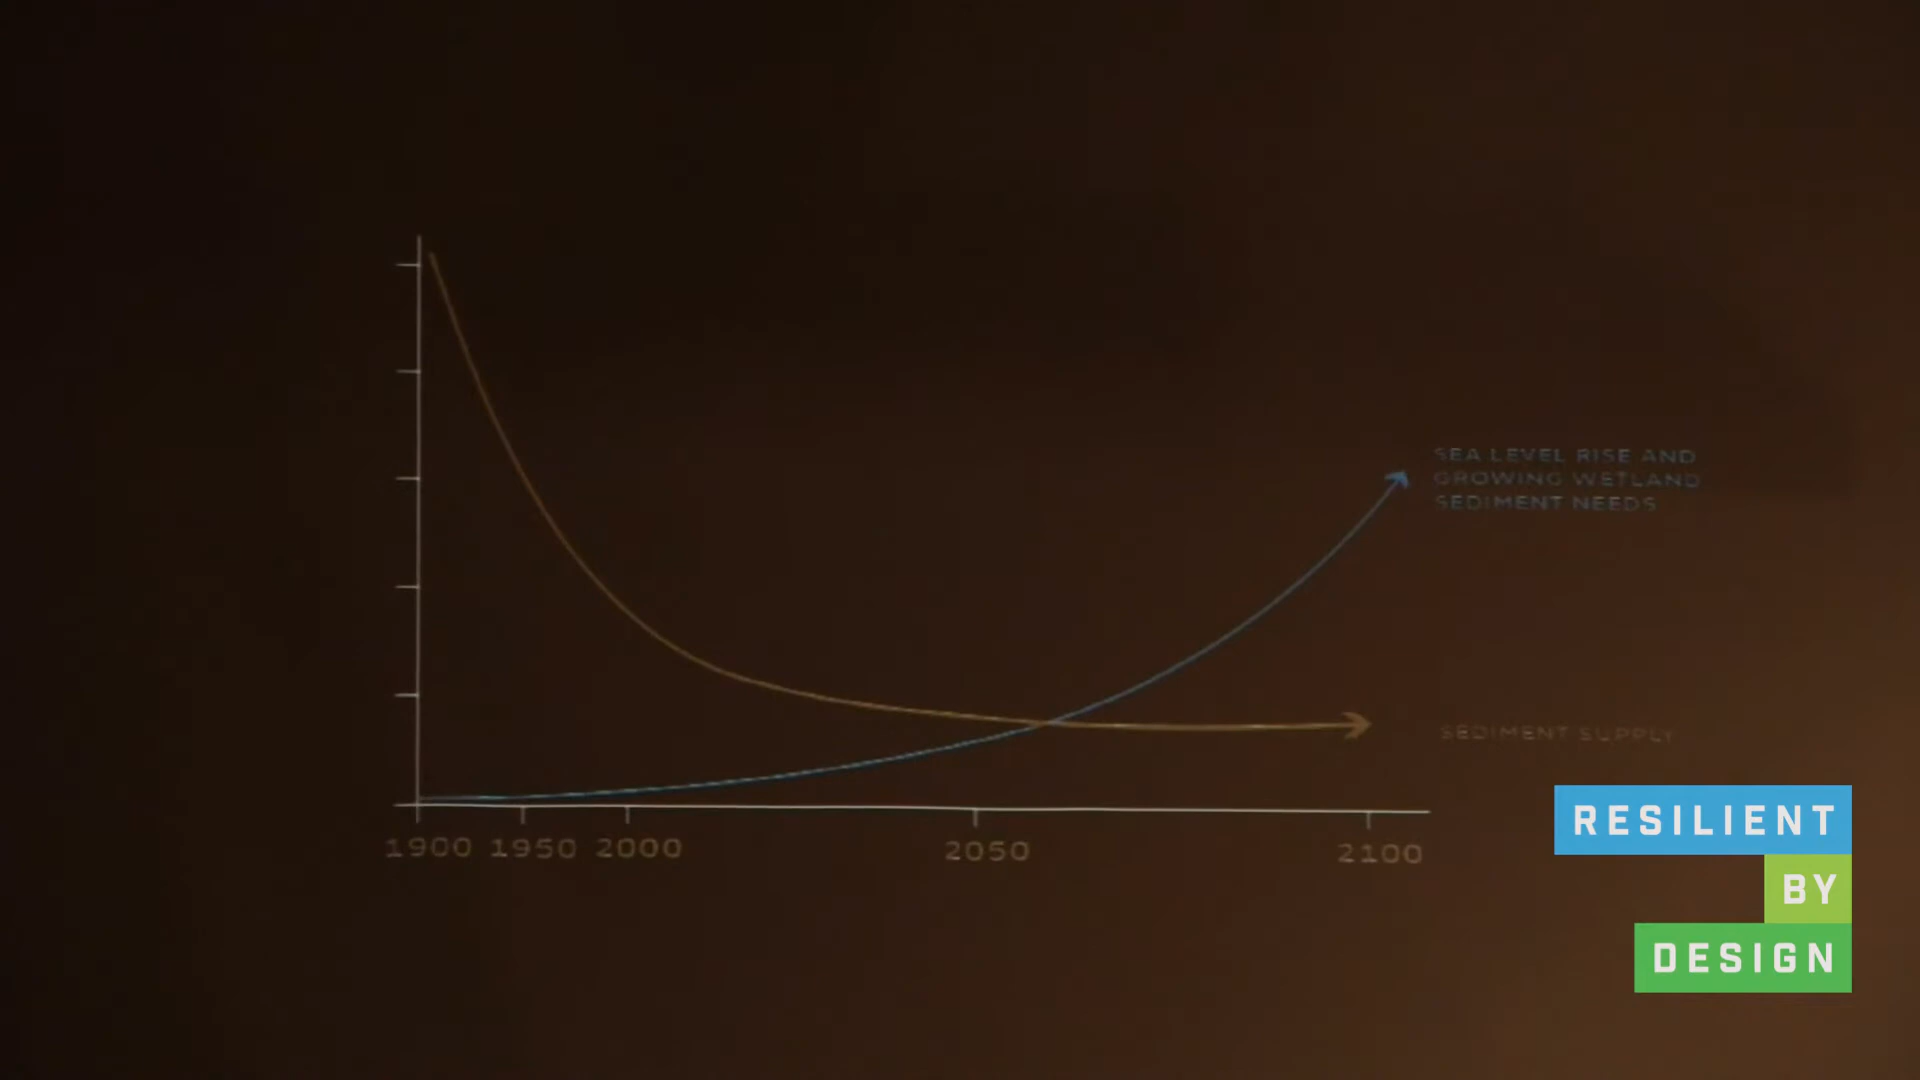 SEA LEVEL RISE AND
GROWING WETLAND
SEDIMENT NEEDS
SEDIMENT SUPPLY
1900 1950 2000 2050 2100
RESILIENT
BY
DESIGN